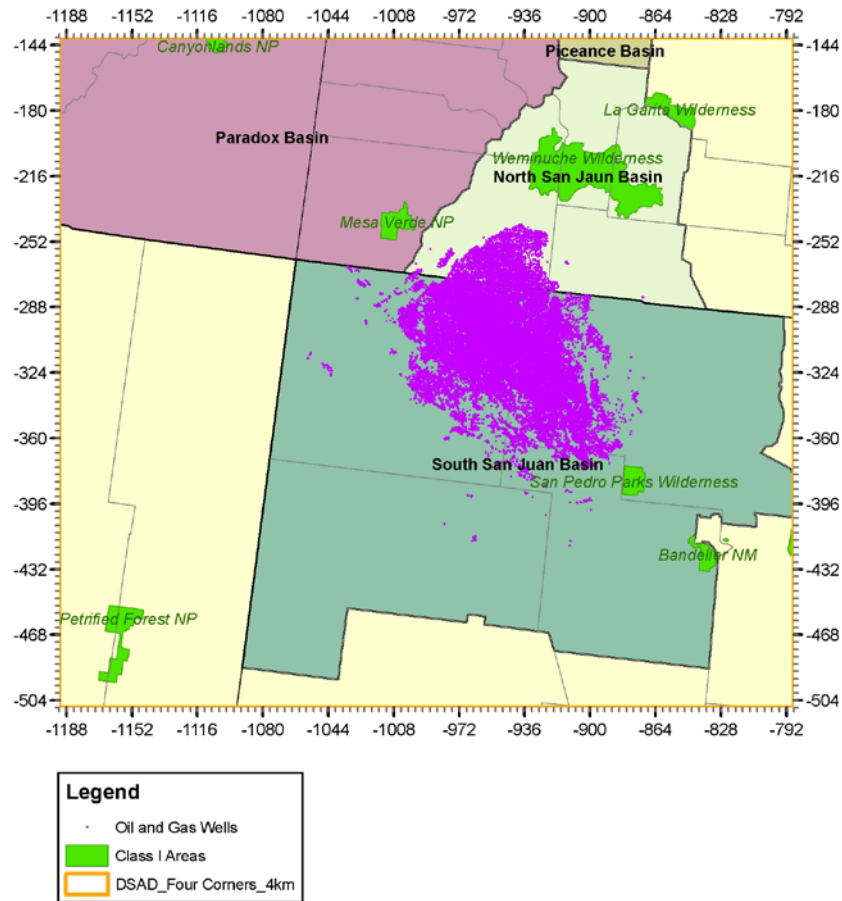 -1188 -1152 -1116 -1080 -1044 -1008 -972 -936 -900 -864 -828 -792
-144
-144
Canyonlands NP
Piceance Basin
-180
-180
La Garita Wilderness
Paradox Basin
Weminuche Wilderness
-216
-216
North San Jaun Basin
Mesa Verde NP
-252
-252
-288
-288
-324
-324
-360
-360
South San Juan Basin
San Pedro Parks Wilderness
-396
-396
Bandelier NM
-432
-432
Petrified Forest NP
-468
-468
-504
-504
-1188 -1152 -1116 -1080 -1044 -1008 -972 -936 -900 -864 -828 -792
Legend
Oil and Gas Wells
Class I Areas
DSAD_Four Corners_4km